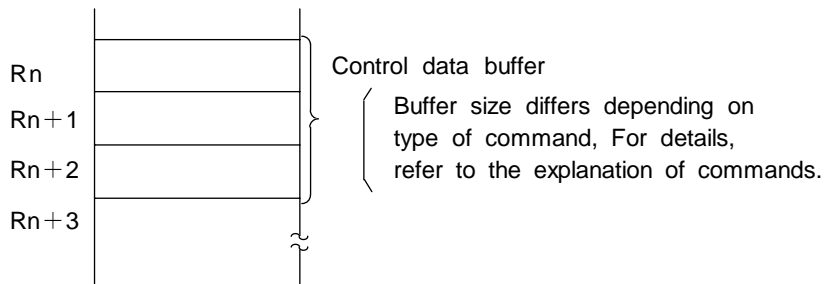 Rn
Rn+1
Rn+2
Rn+3
Control data buffer
Buffer size differs depending on
type of command, For details,
refer to the explanation of commands.